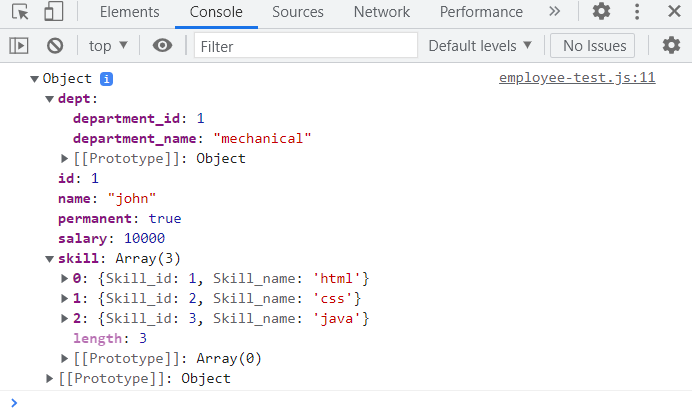 Elements Console Sources Network Performance »
top ▼ Filter Default levels ▼ No Issues
▼Object i employee-test.js:11
▼dept:
department_id: 1
department_name: "mechanical"
▶[[Prototype]]: Object
id: 1
name: "john"
permanent: true
salary: 10000
▼skill: Array(3)
▶0: {Skill_id: 1, Skill_name: 'html'}
▶1: {Skill_id: 2, Skill_name: 'css'}
▶2: {Skill_id: 3, Skill_name: 'java'}
length: 3
▶[[Prototype]]: Array(0)
▶[[Prototype]]: Object